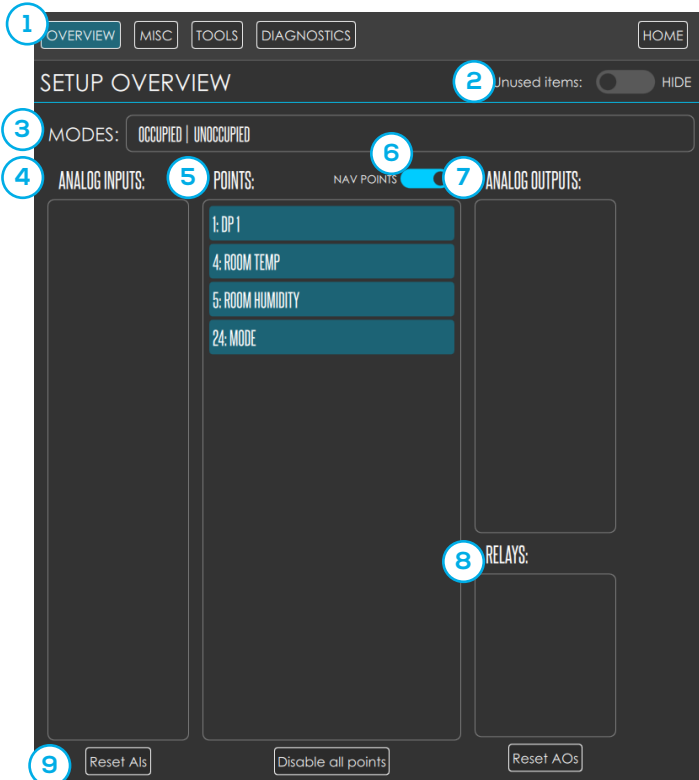 1 OVERVIEW MISC TOOLS DIAGNOSTICS HOME
SETUP OVERVIEW 2 Unused items: HIDE
3 MODES: OCCUPIED | UNOCCUPIED
6
4 ANALOG INPUTS: 5 POINTS: NAV POINTS 7 ANALOG OUTPUTS:
1: DP 1
4: ROOM TEMP
5: ROOM HUMIDITY
24: MODE
8 RELAYS:
9 Reset AIs Disable all points Reset AOs